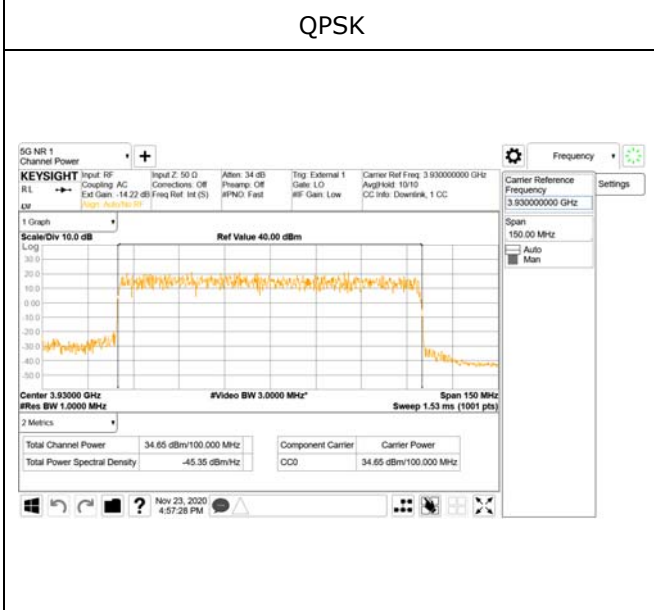 QPSK
5G NR 1
Channel Power
Frequency
KEYSIGHT
RL
Input: RF
Coupling: AC
Ext Gain: -14.22 dB
Align: Auto/No RF
Input Z: 50 Ω
Corrections: Off
Freq Ref: Int (S)
Atten: 34 dB
Preamp: Off
#PNO: Fast
Trig: External 1
Gate: LO
#IF Gain: Low
Carrier Ref Freq: 3.930000000 GHz
Avg|Hold: 10/10
CC Info: Downlink, 1 CC
Carrier Reference
Frequency
3.930000000 GHz
Settings
Span
150.00 MHz
Auto
Man
1 Graph
Scale/Div 10.0 dB
Ref Value 40.00 dBm
Log
30.0
20.0
10.0
0.00
-10.0
-20.0
-30.0
-40.0
-50.0
Center 3.93000 GHz
#Video BW 3.0000 MHz*
Span 150 MHz
#Res BW 1.0000 MHz
Sweep 1.53 ms (1001 pts)
2 Metrics
Total Channel Power 34.65 dBm/100.000 MHz
Total Power Spectral Density -45.35 dBm/Hz
Component Carrier Carrier Power
CC0 34.65 dBm/100.000 MHz
?
Nov 23, 2020
4:57:28 PM